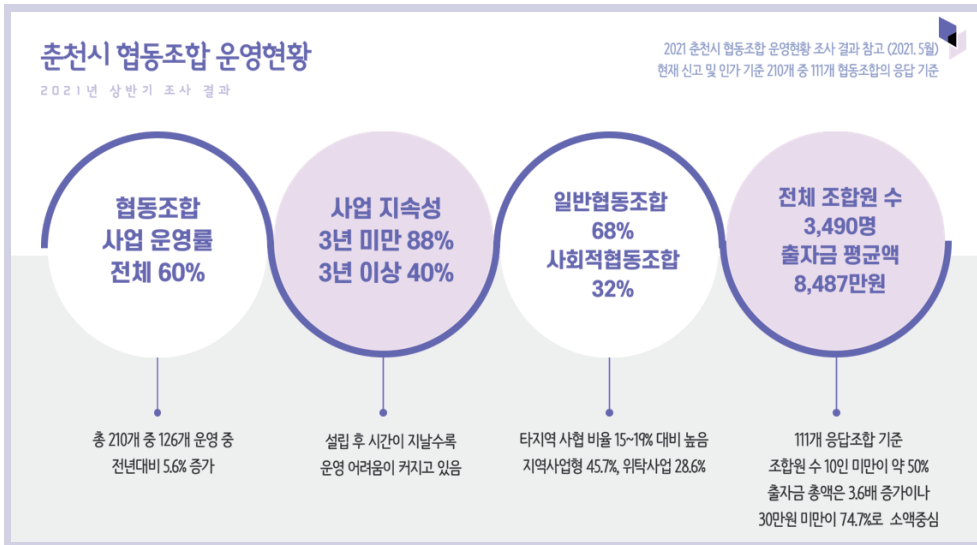 춘천시 협동조합 운영현황
2021년 상반기 조사 결과
2021 춘천시 협동조합 운영현황 조사 결과 참고 (2021. 5월)
현재 신고 및 인가 기준 210개 중 111개 협동조합의 응답 기준
협동조합
사업 운영률
전체 60%
사업 지속성
3년 미만 88%
3년 이상 40%
일반협동조합
68%
사회적협동조합
32%
전체 조합원 수
3,490명
출자금 평균액
8,487만원
총 210개 중 126개 운영 중
전년대비 5.6% 증가
설립 후 시간이 지날수록
운영 어려움이 커지고 있음
타지역 사협 비율 15~19% 대비 높음
지역사업형 45.7%, 위탁사업 28.6%
111개 응답조합 기준
조합원 수 10인 미만이 약 50%
출자금 총액은 3.6배 증가이나
30만원 미만이 74.7%로 소액중심